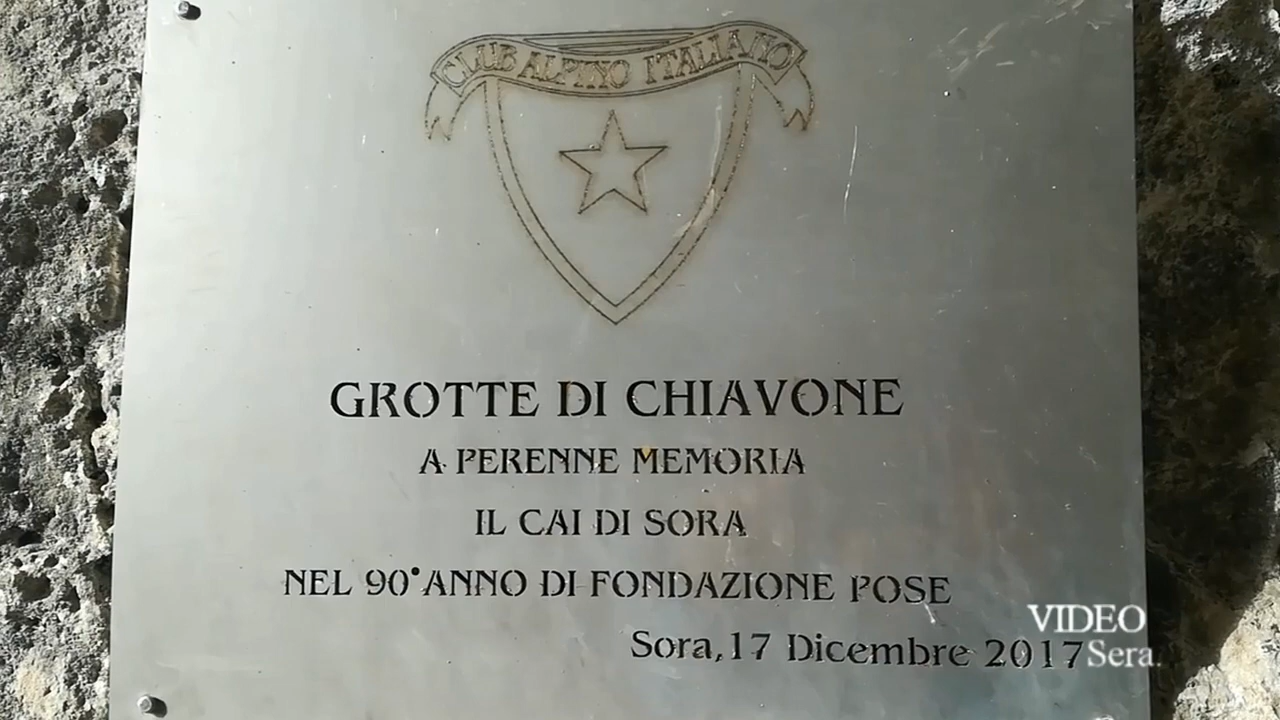 CLUB ALPINO ITALIANO
GROTTE DI CHIAVONE
A PERENNE MEMORIA
IL CAI DI SORA
NEL 90° ANNO DI FONDAZIONE POSE
Sora, 17 Dicembre 2017
VIDEO
Sera.